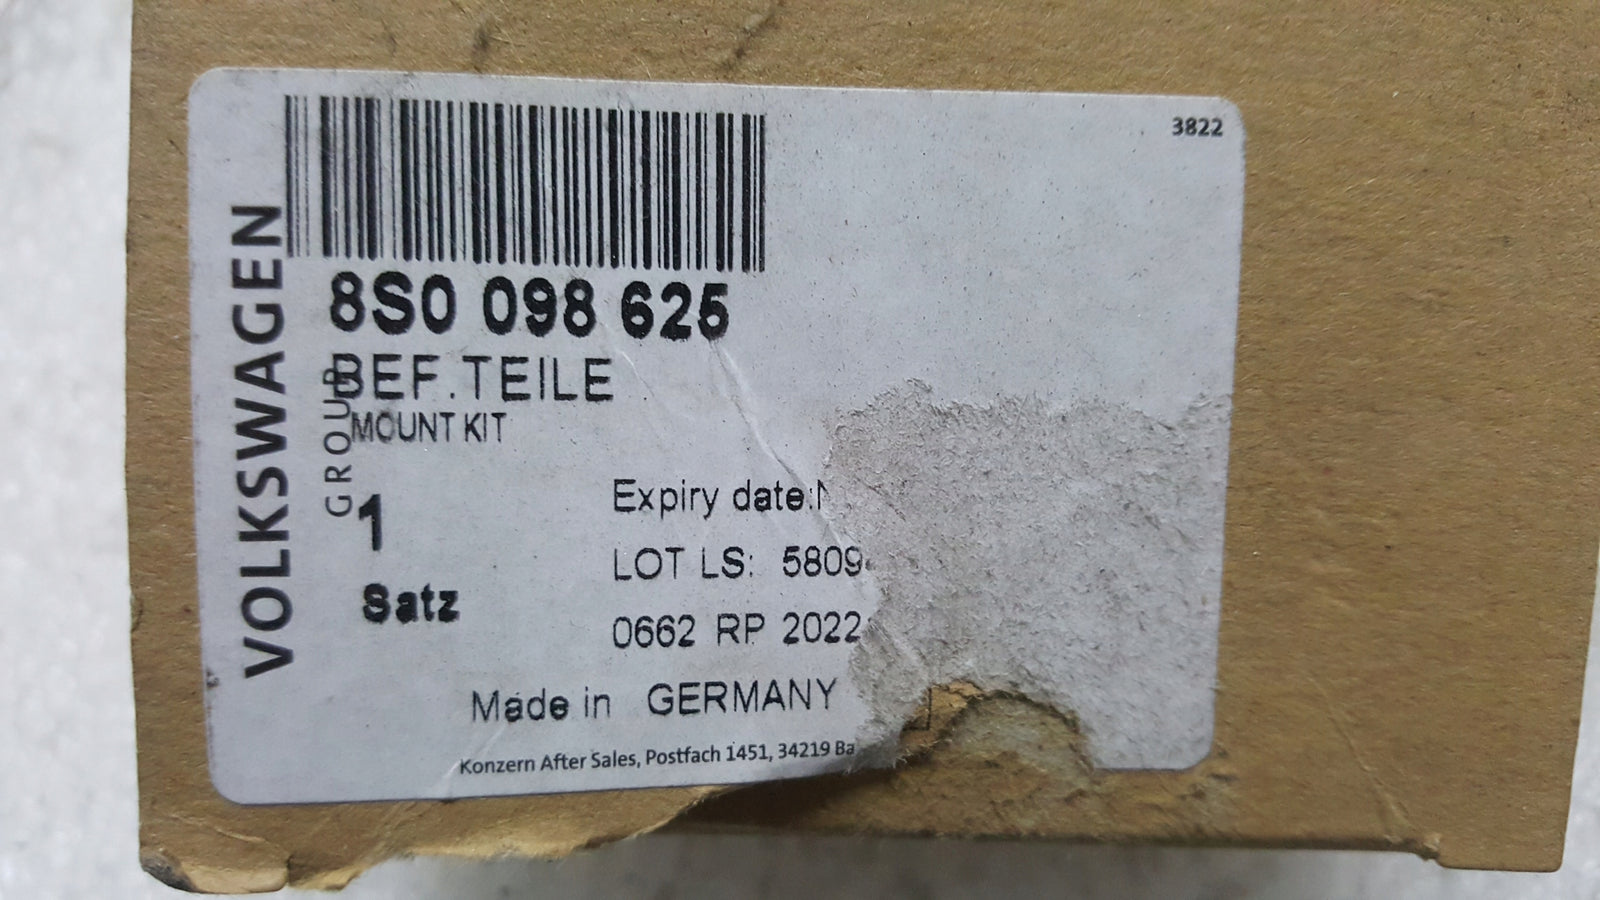 3822
VOLKSWAGEN
GROUP
8S0 098 625
BEF.TEILE
MOUNT KIT
1
Satz
Expiry date:
LOT LS: 5809
0662 RP 2022
Made in GERMANY
Konzern After Sales, Postfach 1451, 34219 Ba